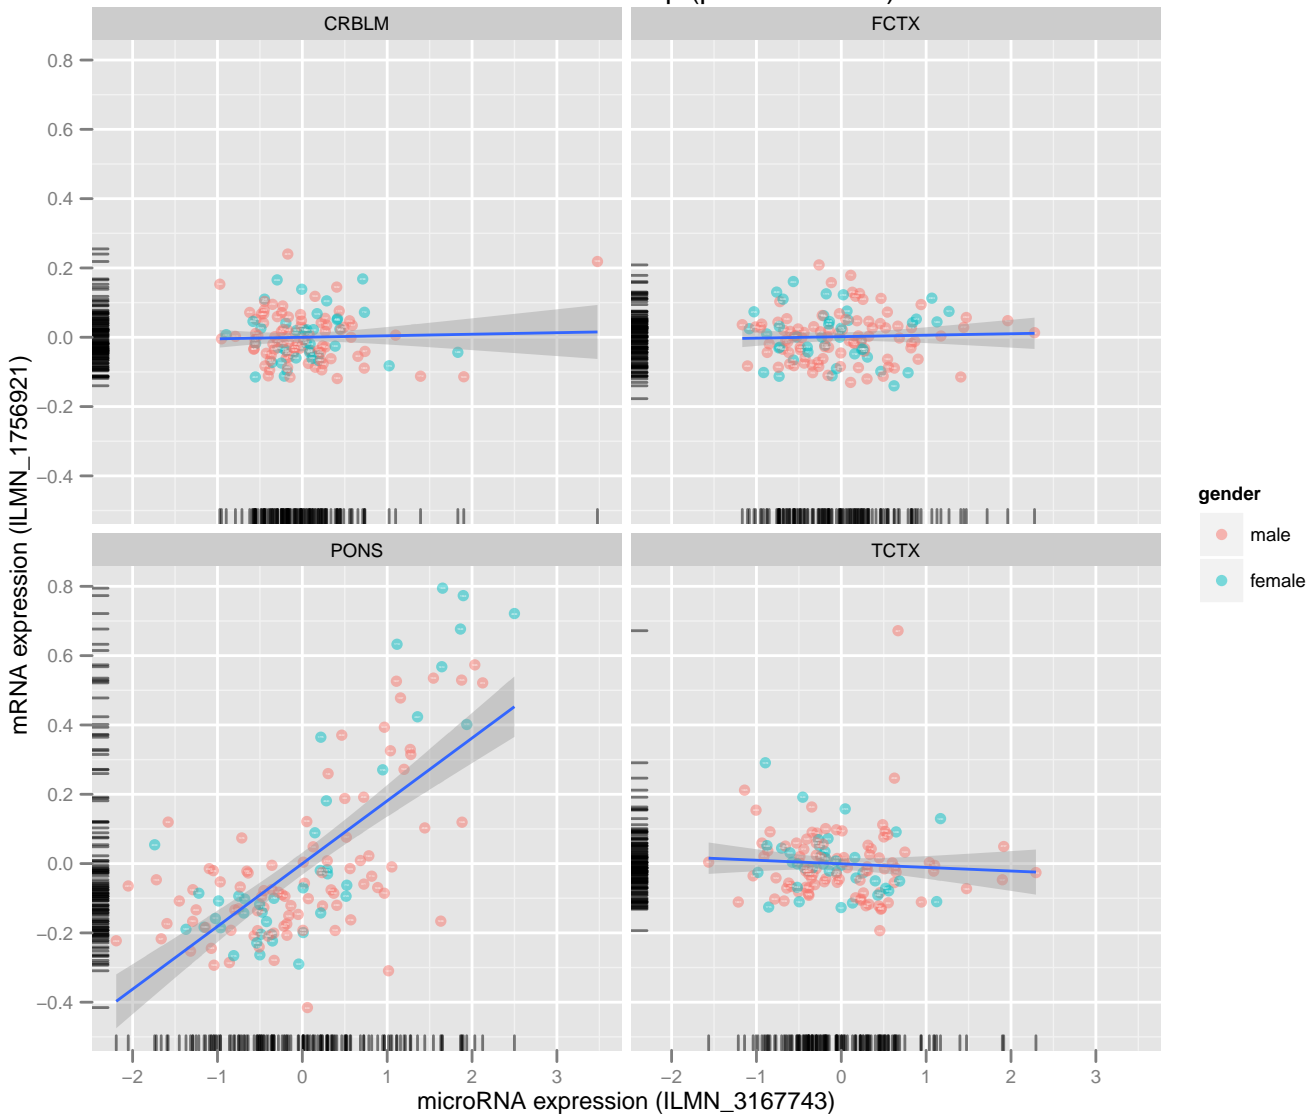 CRBLM
FCTX
0.8
0.6
0.4
0.2
0.0
−0.2
−0.4
PONS
TCTX
0.8
0.6
0.4
0.2
0.0
−0.2
−0.4
−2 −1 0 1 2 3
−2 −1 0 1 2 3
microRNA expression (ILMN_3167743)
mRNA expression (ILMN_1756921)
gender
male
female